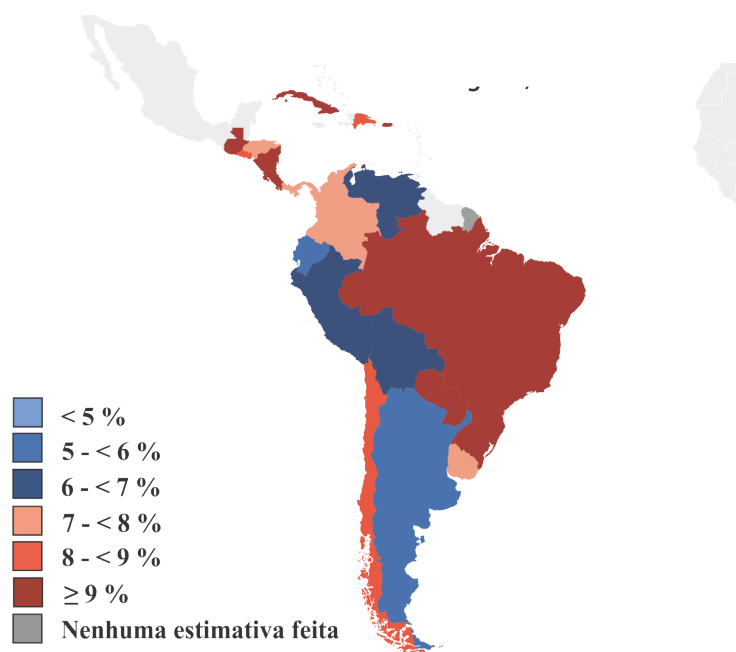 < 5 %
5 - < 6 %
6 - < 7 %
7 - < 8 %
8 - < 9 %
≥ 9 %
Nenhuma estimativa feita